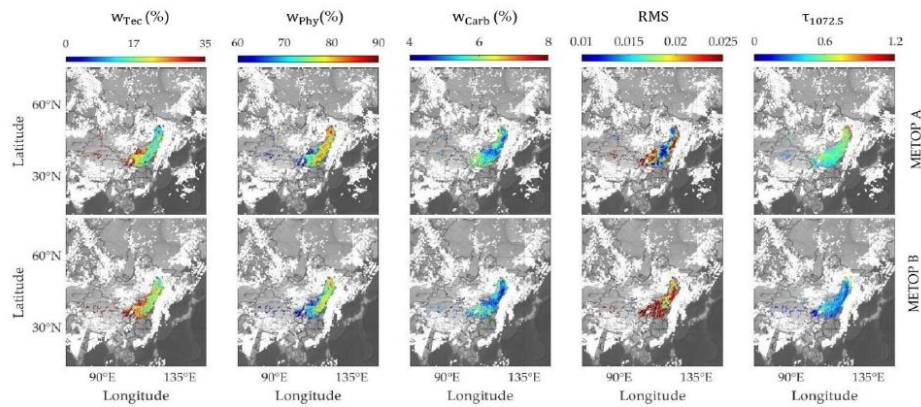 w_Tec (%) w_Phy(%) w_Carb (%) RMS τ_1072.5
0 17 35 60 70 80 90 4 6 8 0.01 0.015 0.02 0.025 0 0.6 1.2
60°N
Latitude
30°N
METOP A
60°N
Latitude
30°N
METOP B
90°E 135°E 90°E 135°E 90°E 135°E 90°E 135°E 90°E 135°E
Longitude Longitude Longitude Longitude Longitude